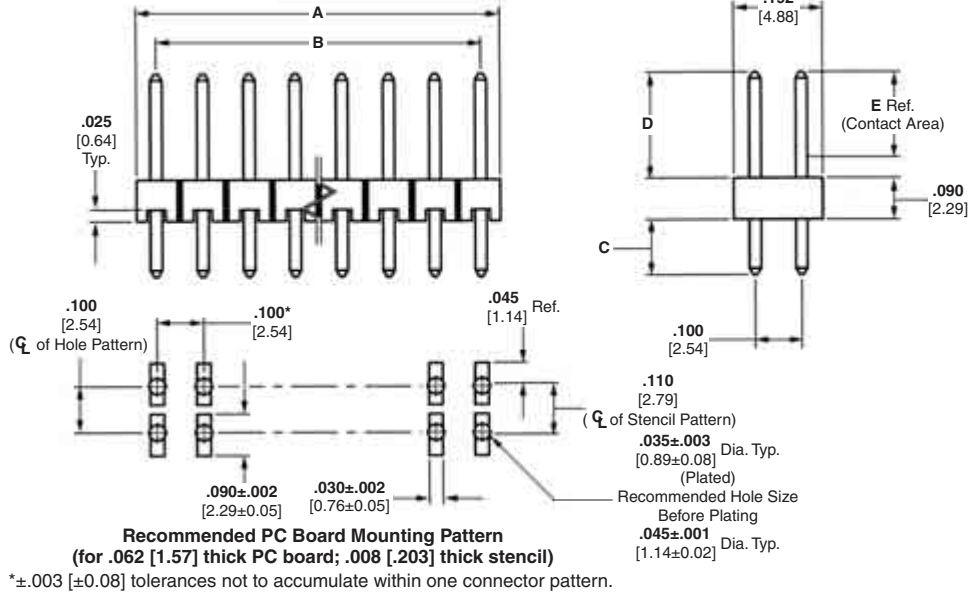 A
B
.192
[4.88]
.025
[0.64]
Typ.
D
E Ref.
(Contact Area)
.090
[2.29]
C
.100
[2.54]
(℄ of Hole Pattern)
.100*
[2.54]
.045
[1.14] Ref.
.100
[2.54]
.110
[2.79]
(℄ of Stencil Pattern)
.035±.003
[0.89±0.08] Dia. Typ.
(Plated)
Recommended Hole Size
Before Plating
.045±.001
[1.14±0.02] Dia. Typ.
.090±.002
[2.29±0.05]
.030±.002
[0.76±0.05]
Recommended PC Board Mounting Pattern
(for .062 [1.57] thick PC board; .008 [.203] thick stencil)
*±.003 [±0.08] tolerances not to accumulate within one connector pattern.